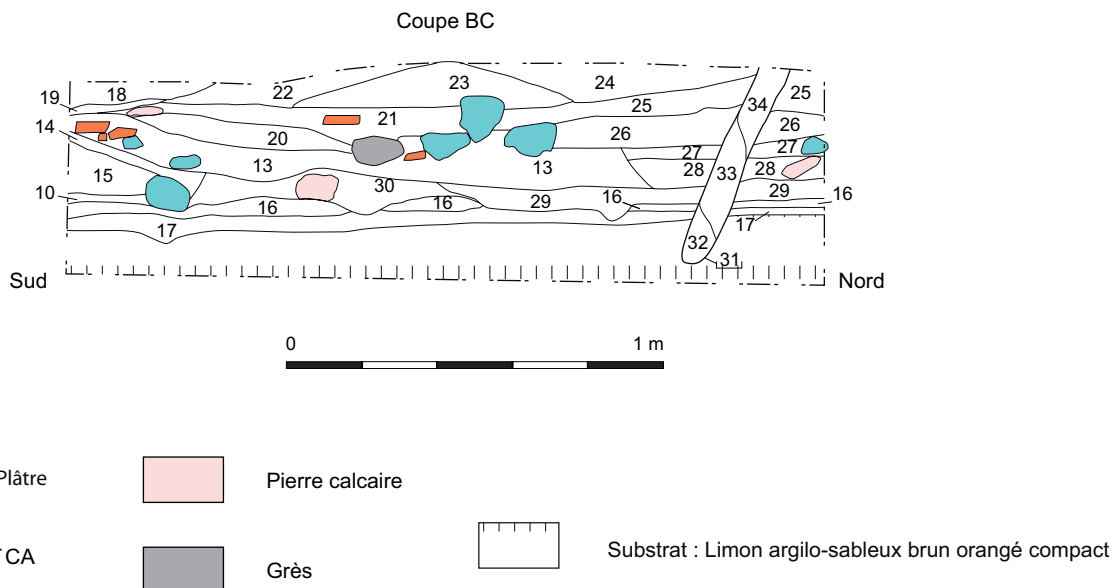 Coupe BC
18 22 23 24 25
19 34
21 25
14 20 26 26
27 27
13 13
15 30 28 33 28
10 16 16 29 16 29 16
17 17
32
31
Sud Nord
0 1 m
Plâtre Pierre calcaire
CA Grès Substrat : Limon argilo-sableux brun orangé compact